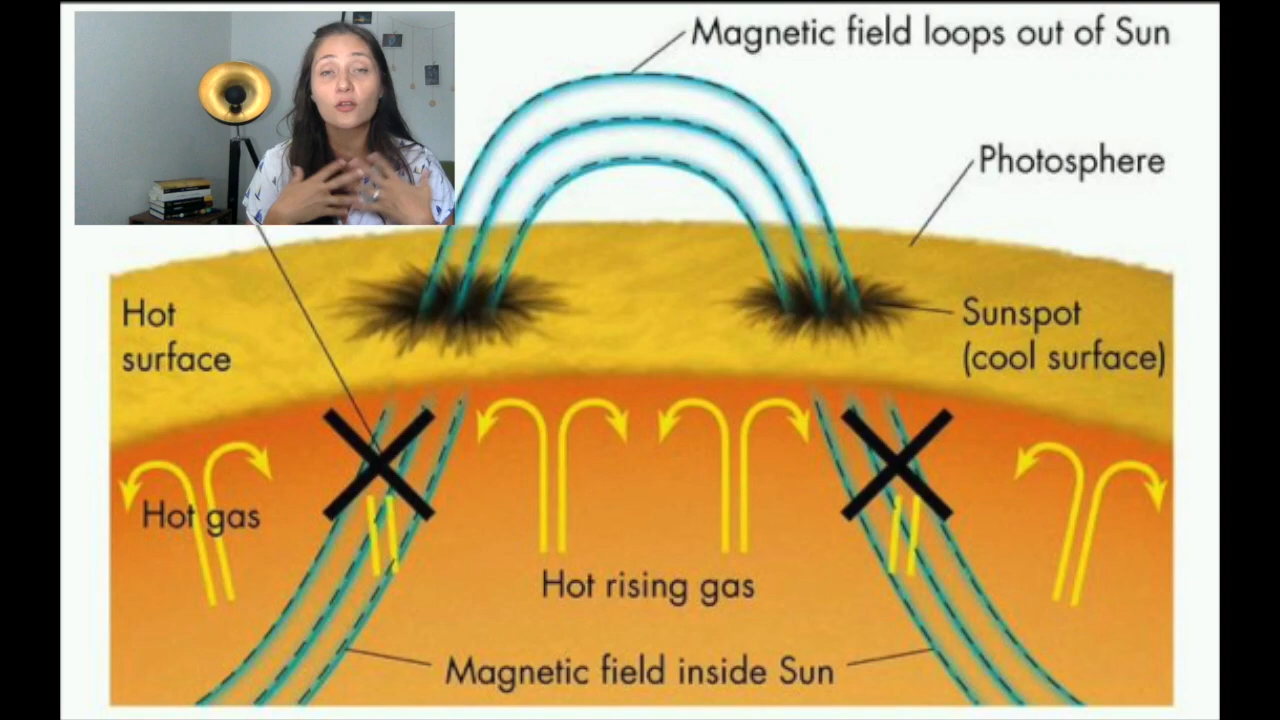 Magnetic field loops out of Sun
Photosphere
Hot
surface
Sunspot
(cool surface)
Hot gas
Hot rising gas
Magnetic field inside Sun